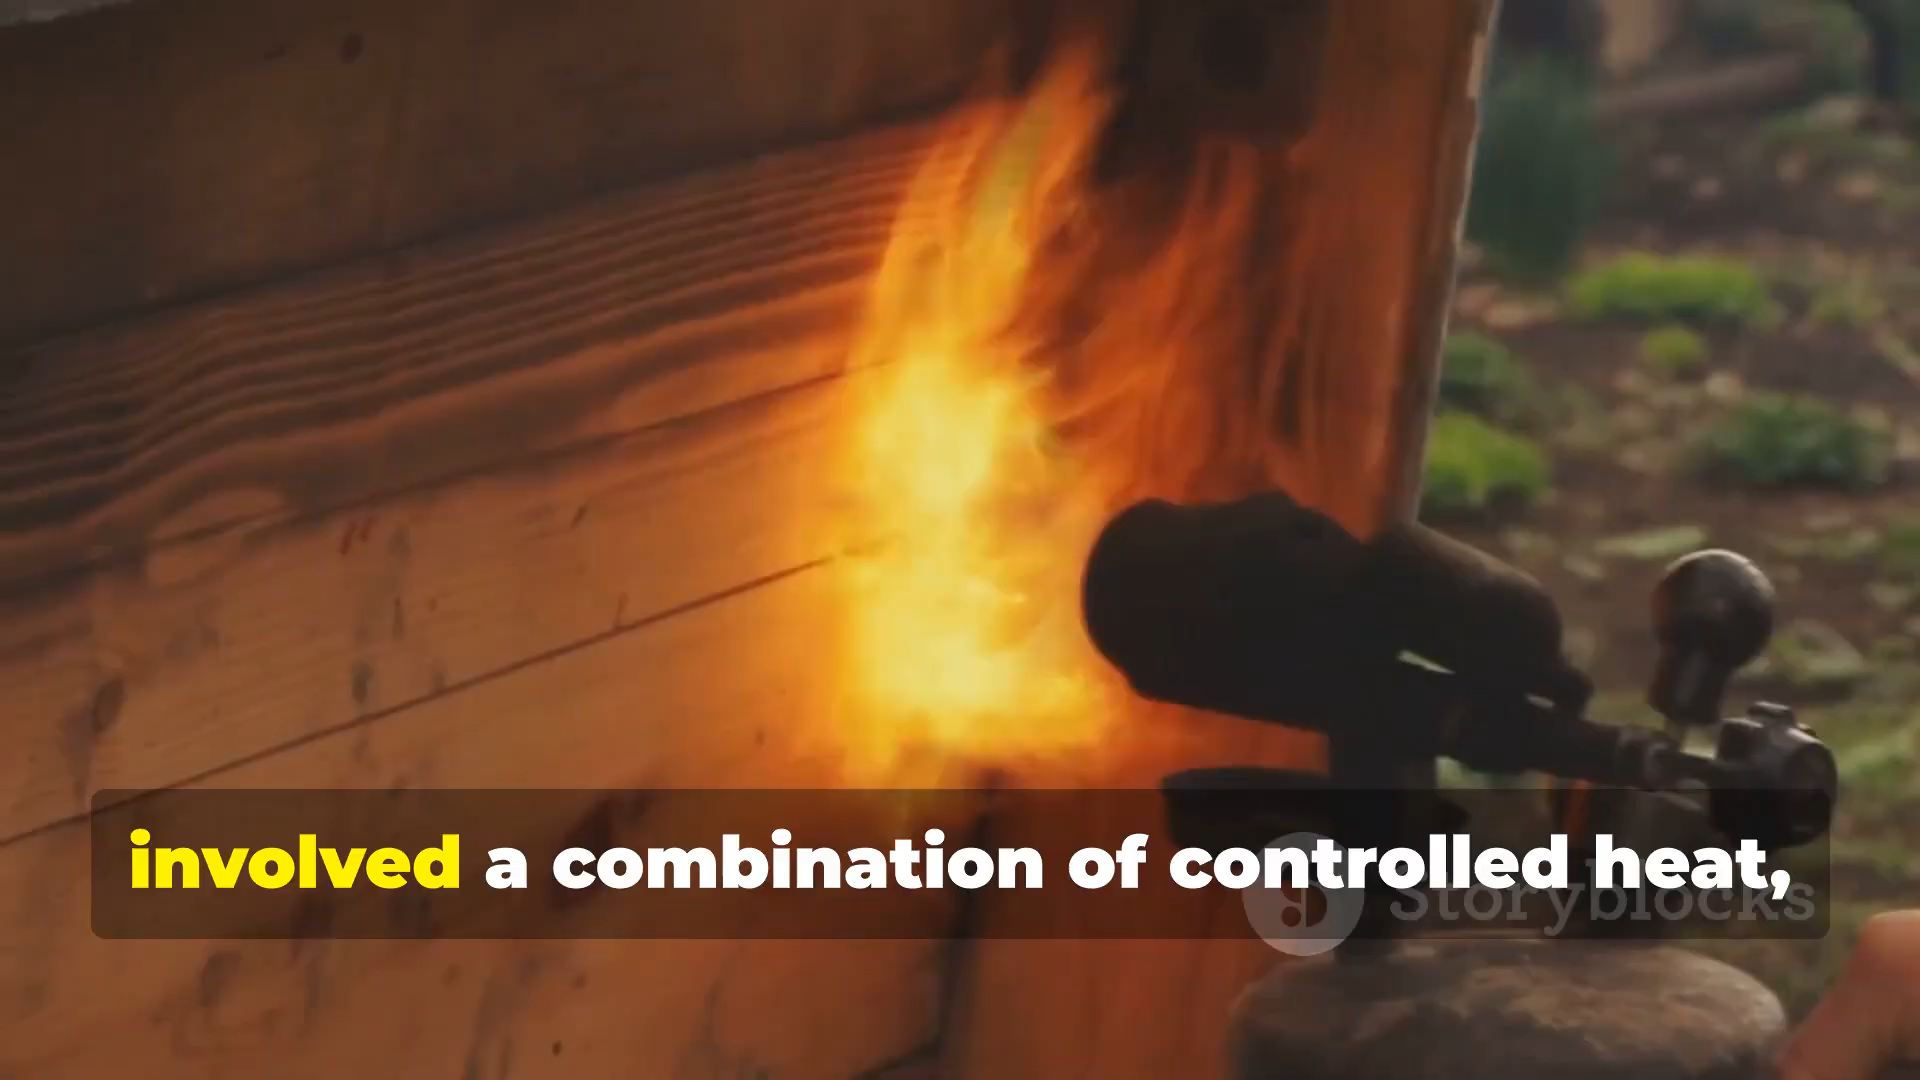 involved a combination of controlled heat,
Storyblocks